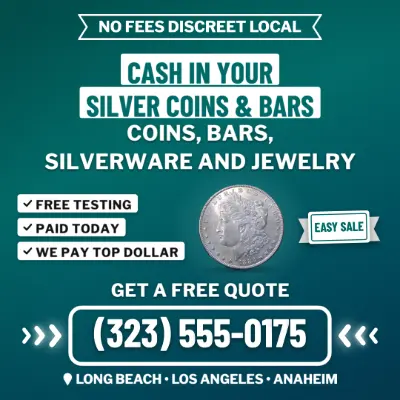 NO FEES DISCREET LOCAL
CASH IN YOUR
SILVER COINS & BARS
COINS, BARS,
SILVERWARE AND JEWELRY
✓ FREE TESTING
✓ PAID TODAY
✓ WE PAY TOP DOLLAR
EASY SALE
GET A FREE QUOTE
(323) 555-0175
LONG BEACH • LOS ANGELES • ANAHEIM